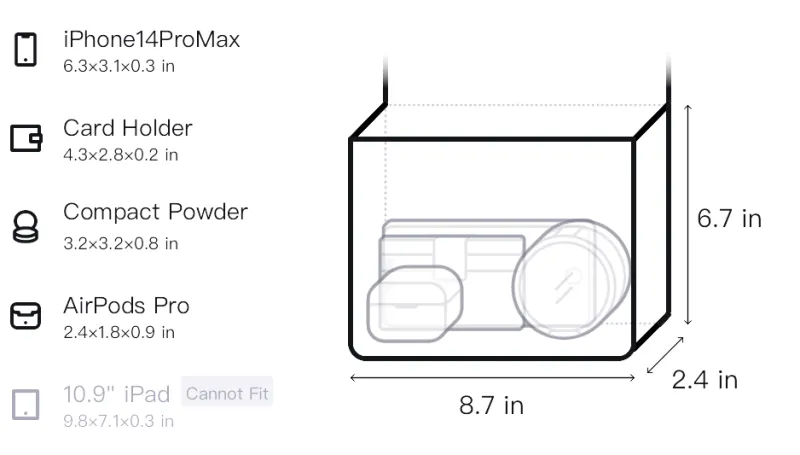 iPhone14ProMax
6.3×3.1×0.3 in
Card Holder
4.3×2.8×0.2 in
Compact Powder
3.2×3.2×0.8 in
AirPods Pro
2.4×1.8×0.9 in
10.9" iPad Cannot Fit
9.8×7.1×0.3 in
6.7 in
2.4 in
8.7 in